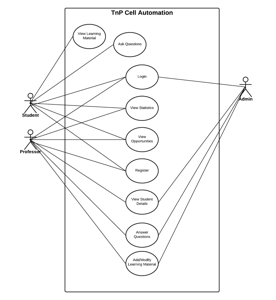 TnP Cell Automation
View Learning
Material
Ask Questions
Login
Student
Admin
View Statistics
View
Opportunities
Professor
Register
View Student
Details
Answer
Questions
Add/Modify
Learning Material